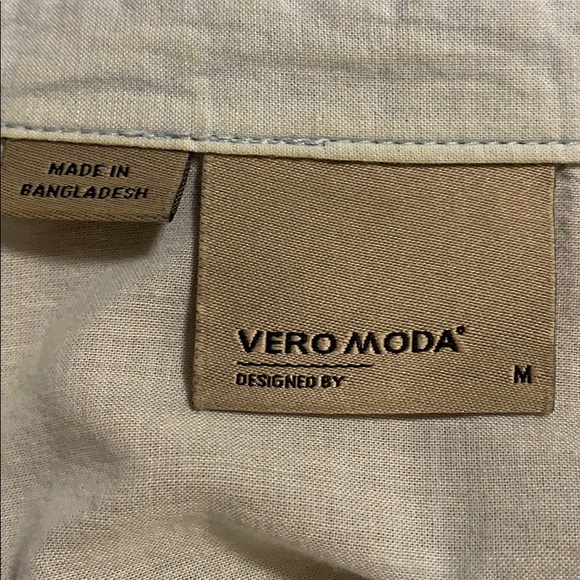 MADE IN
BANGLADESH
VERO MODA®
DESIGNED BY
M